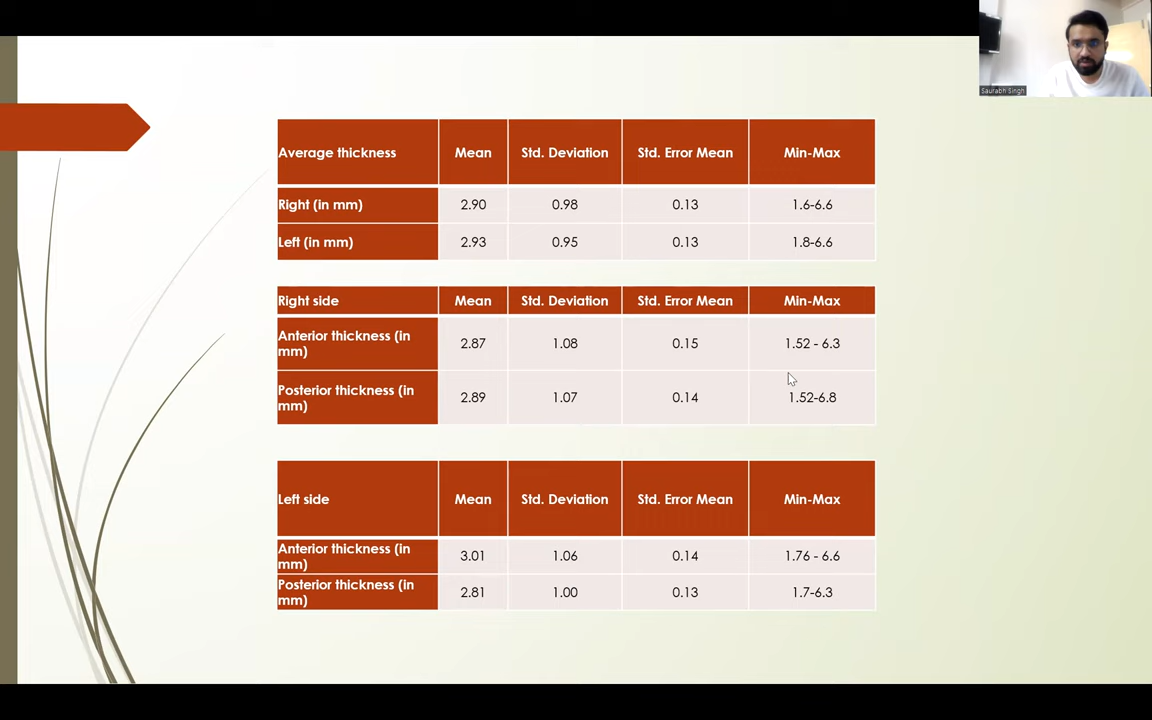 Saurabh Singh
Average thickness Mean Std. Deviation Std. Error Mean Min-Max
Right (in mm) 2.90 0.98 0.13 1.6-6.6
Left (in mm) 2.93 0.95 0.13 1.8-6.6
Right side Mean Std. Deviation Std. Error Mean Min-Max
Anterior thickness (in
mm) 2.87 1.08 0.15 1.52 - 6.3
Posterior thickness (in
mm) 2.89 1.07 0.14 1.52-6.8
Left side Mean Std. Deviation Std. Error Mean Min-Max
Anterior thickness (in
mm) 3.01 1.06 0.14 1.76 - 6.6
Posterior thickness (in
mm) 2.81 1.00 0.13 1.7-6.3